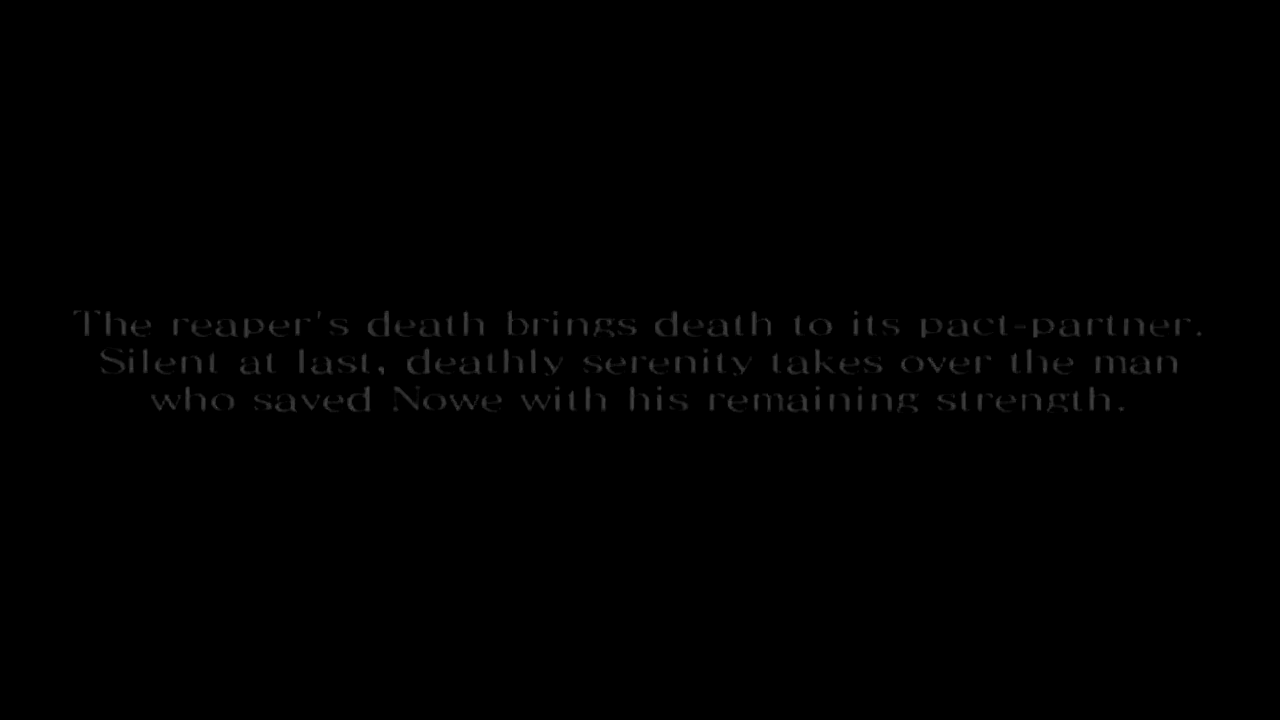 The reaper's death brings death to its pact-partner.
Silent at last, deathly serenity takes over the man
who saved Nowe with his remaining strength.